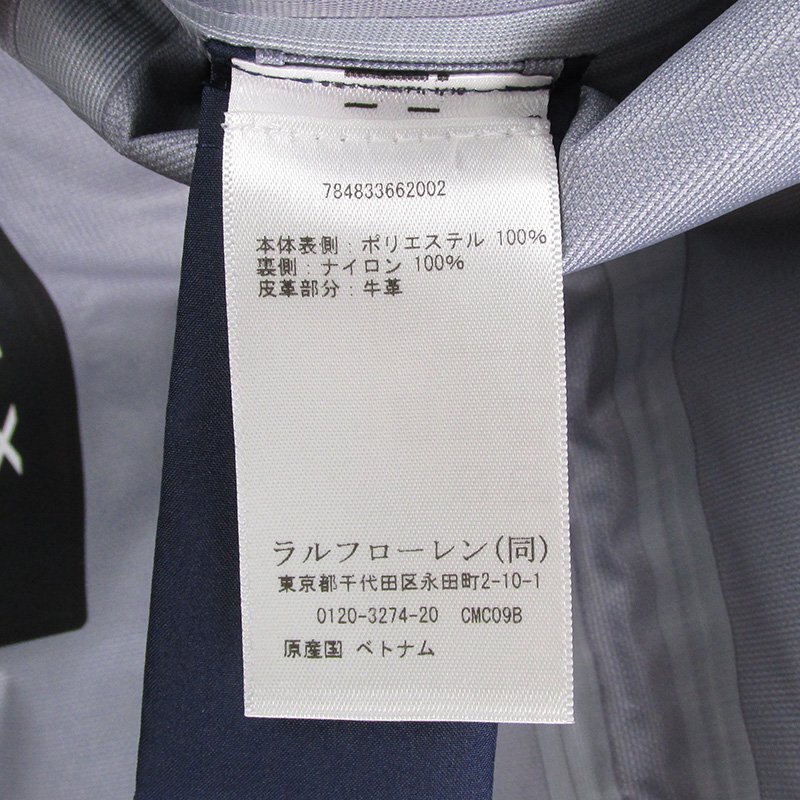 784833662002
本体表側：ポリエステル 100%
裏側：ナイロン 100%
皮革部分：牛革
ラルフローレン(同)
東京都千代田区永田町2-10-1
0120-3274-20 CMC09B
原産国 ベトナム
X